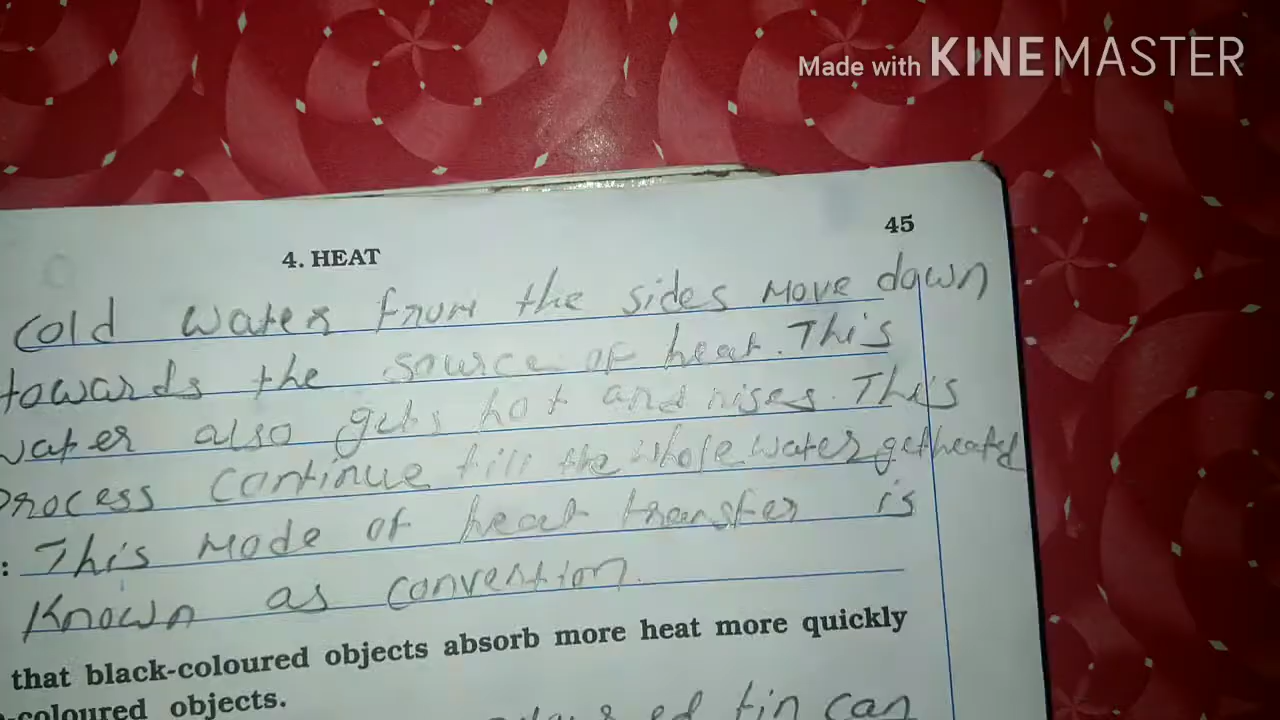 Made with KINEMASTER
45
4. HEAT
Cold water from the sides move down
towards the source of heat. This
water also gets hot and rises. This
process continue till the whole water get heated
: This mode of heat transfer is
known as convention.
that black-coloured objects absorb more heat more quickly
-coloured objects.
tin can